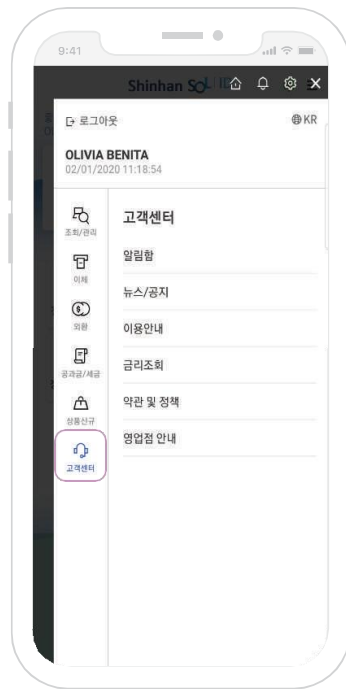 9:41
Shinhan SoL
로그아웃
KR
OLIVIA BENITA
02/01/2020 11:18:54
조회/관리
고객센터
이체
알림함
외환
뉴스/공지
공과금/세금
이용안내
상품신규
금리조회
고객센터
약관 및 정책
영업점 안내